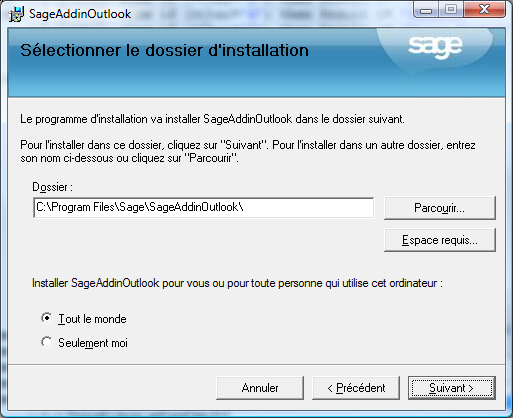 SageAddinOutlook
Sélectionner le dossier d'installation
sage
Le programme d'installation va installer SageAddinOutlook dans le dossier suivant.
Pour l'installer dans ce dossier, cliquez sur "Suivant". Pour l'installer dans un autre dossier, entrez
son nom ci-dessous ou cliquez sur "Parcourir".
Dossier :
C:\Program Files\Sage\SageAddinOutlook\
Parcourir...
Espace requis...
Installer SageAddinOutlook pour vous ou pour toute personne qui utilise cet ordinateur :
Tout le monde
Seulement moi
Annuler
< Précédent
Suivant >